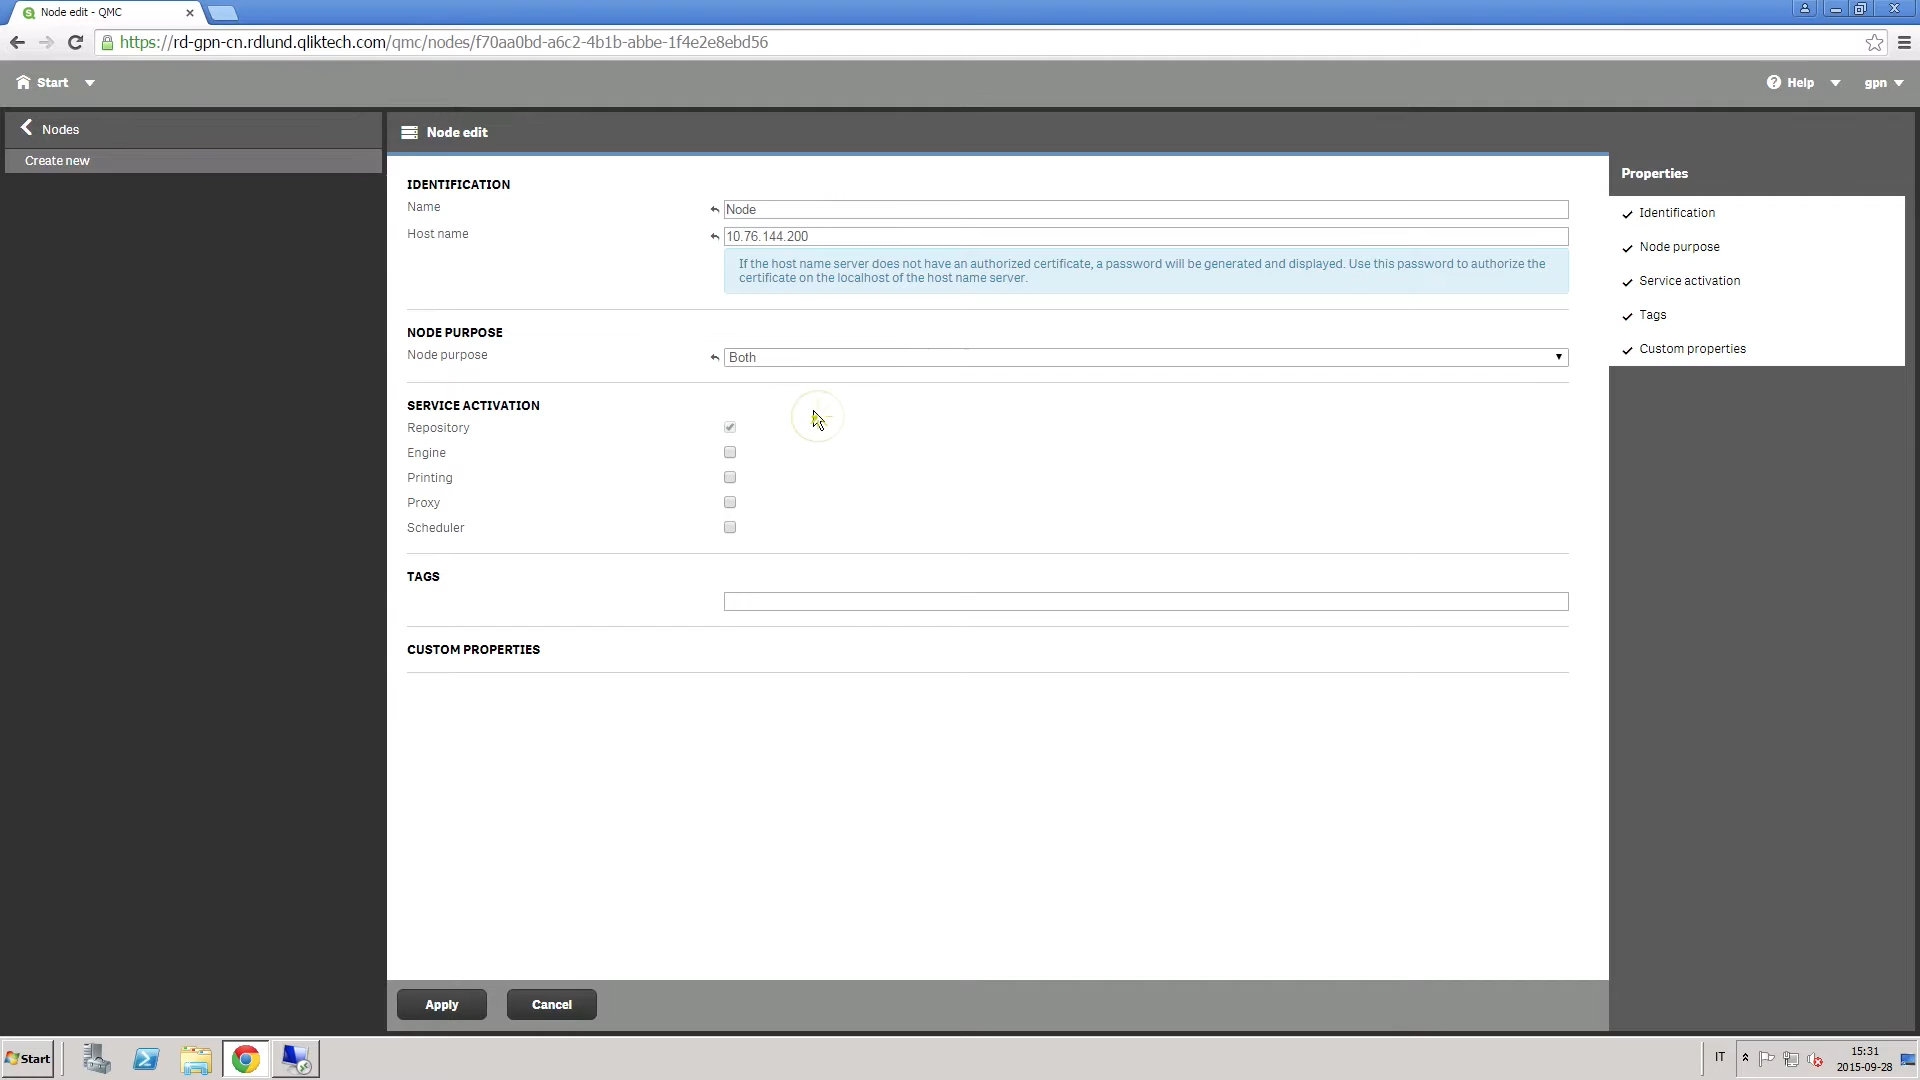 Node edit - QMC
https://rd-gpn-cn.rdlund.qliktech.com/qmc/nodes/f70aa0bd-a6c2-4b1b-abbe-1f4e2e8ebd56
Start
Help
gpn
Nodes
Create new
Node edit
IDENTIFICATION
Name
Node
Host name
10.76.144.200
If the host name server does not have an authorized certificate, a password will be generated and displayed. Use this password to authorize the
certificate on the localhost of the host name server.
NODE PURPOSE
Node purpose
Both
SERVICE ACTIVATION
Repository
Engine
Printing
Proxy
Scheduler
TAGS
CUSTOM PROPERTIES
Properties
Identification
Node purpose
Service activation
Tags
Custom properties
Apply
Cancel
Start
IT
15:31
2015-09-28